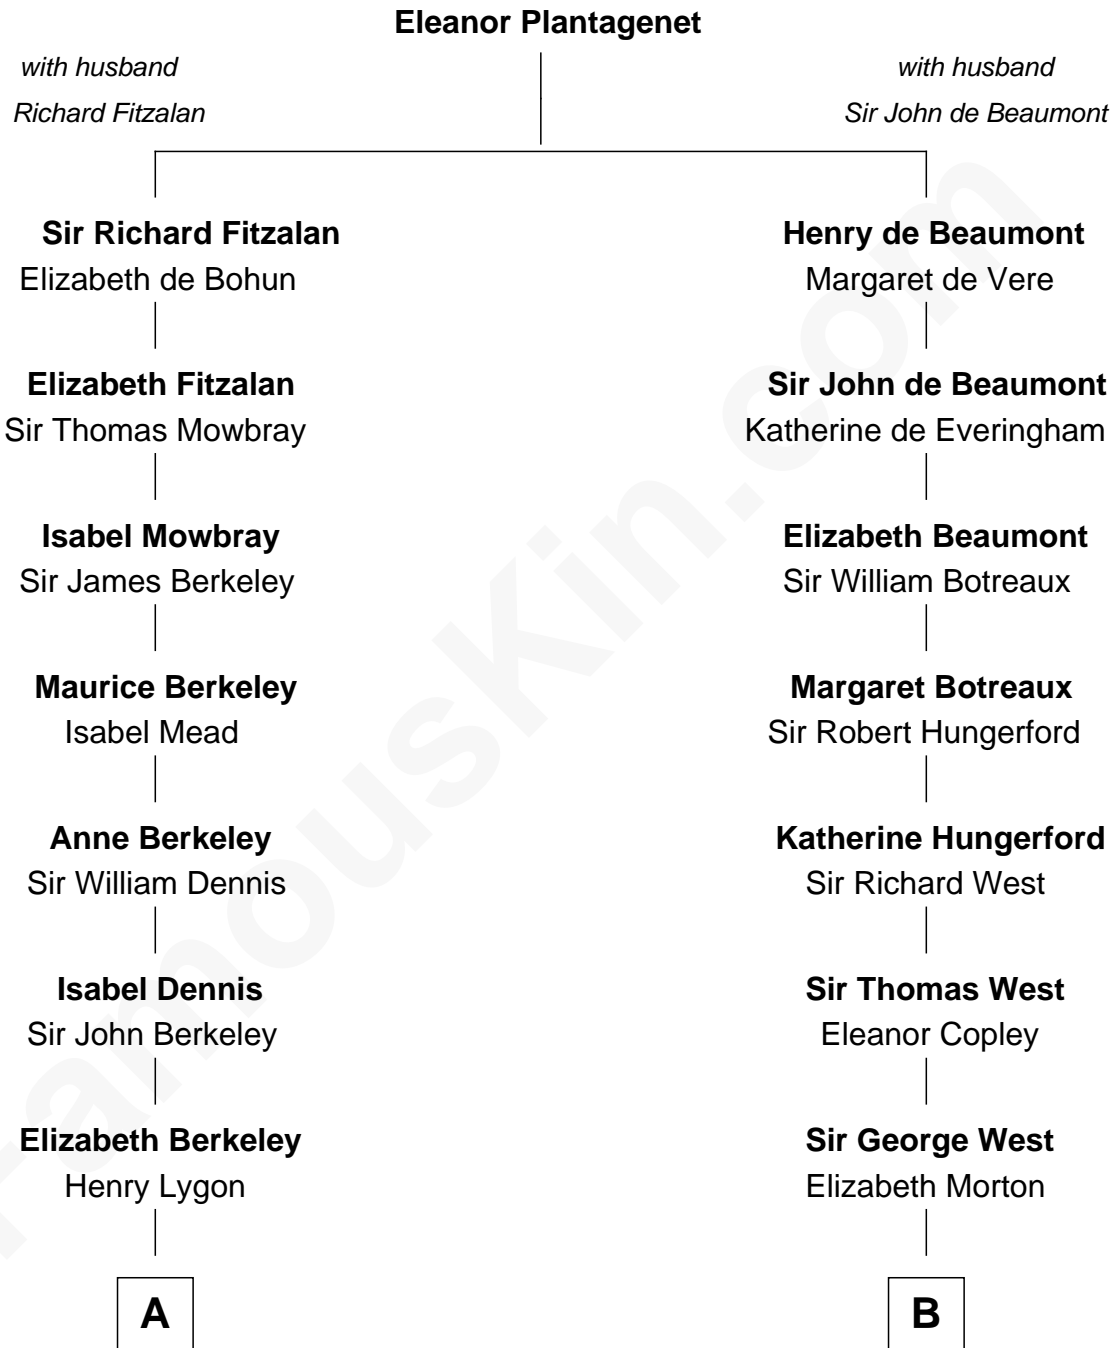 Eleanor Plantagenet
with husband
Richard Fitzalan
with husband
Sir John de Beaumont
Sir Richard Fitzalan
Elizabeth de Bohun
Henry de Beaumont
Margaret de Vere
Elizabeth Fitzalan
Sir Thomas Mowbray
Sir John de Beaumont
Katherine de Everingham
Isabel Mowbray
Sir James Berkeley
Elizabeth Beaumont
Sir William Botreaux
Maurice Berkeley
Isabel Mead
Margaret Botreaux
Sir Robert Hungerford
Anne Berkeley
Sir William Dennis
Katherine Hungerford
Sir Richard West
Isabel Dennis
Sir John Berkeley
Sir Thomas West
Eleanor Copley
Elizabeth Berkeley
Henry Lygon
Sir George West
Elizabeth Morton
A
B
FamousKin.com